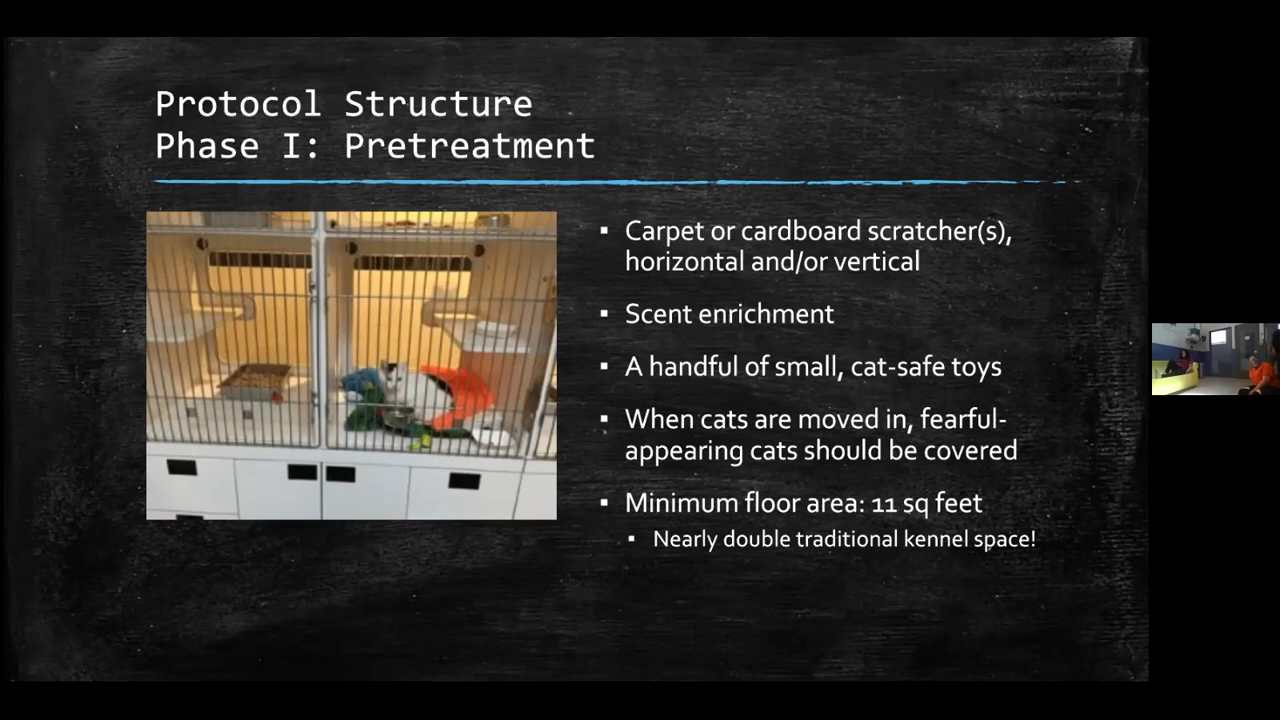 Protocol Structure
Phase I: Pretreatment
▪ Carpet or cardboard scratcher(s),
horizontal and/or vertical
▪ Scent enrichment
▪ A handful of small, cat-safe toys
▪ When cats are moved in, fearful-
appearing cats should be covered
▪ Minimum floor area: 11 sq feet
▪ Nearly double traditional kennel space!